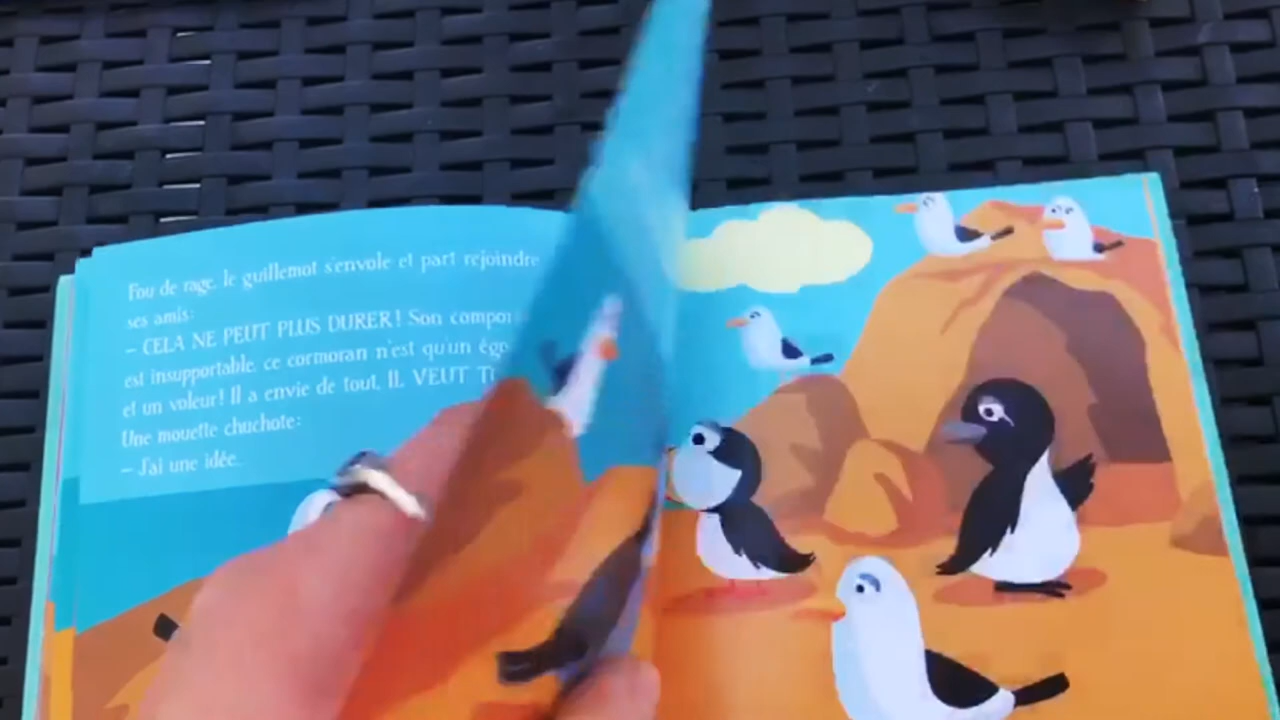 Fou de rage, le guillemot s'envole et part rejoindre
ses amis:
– CELA NE PEUT PLUS DURER! Son
est insupportable, ce cormoran n'est qu'un
et un voleur! Il a envie de tout, IL VEUT
Une mouette chuchote:
– J'ai une idée.